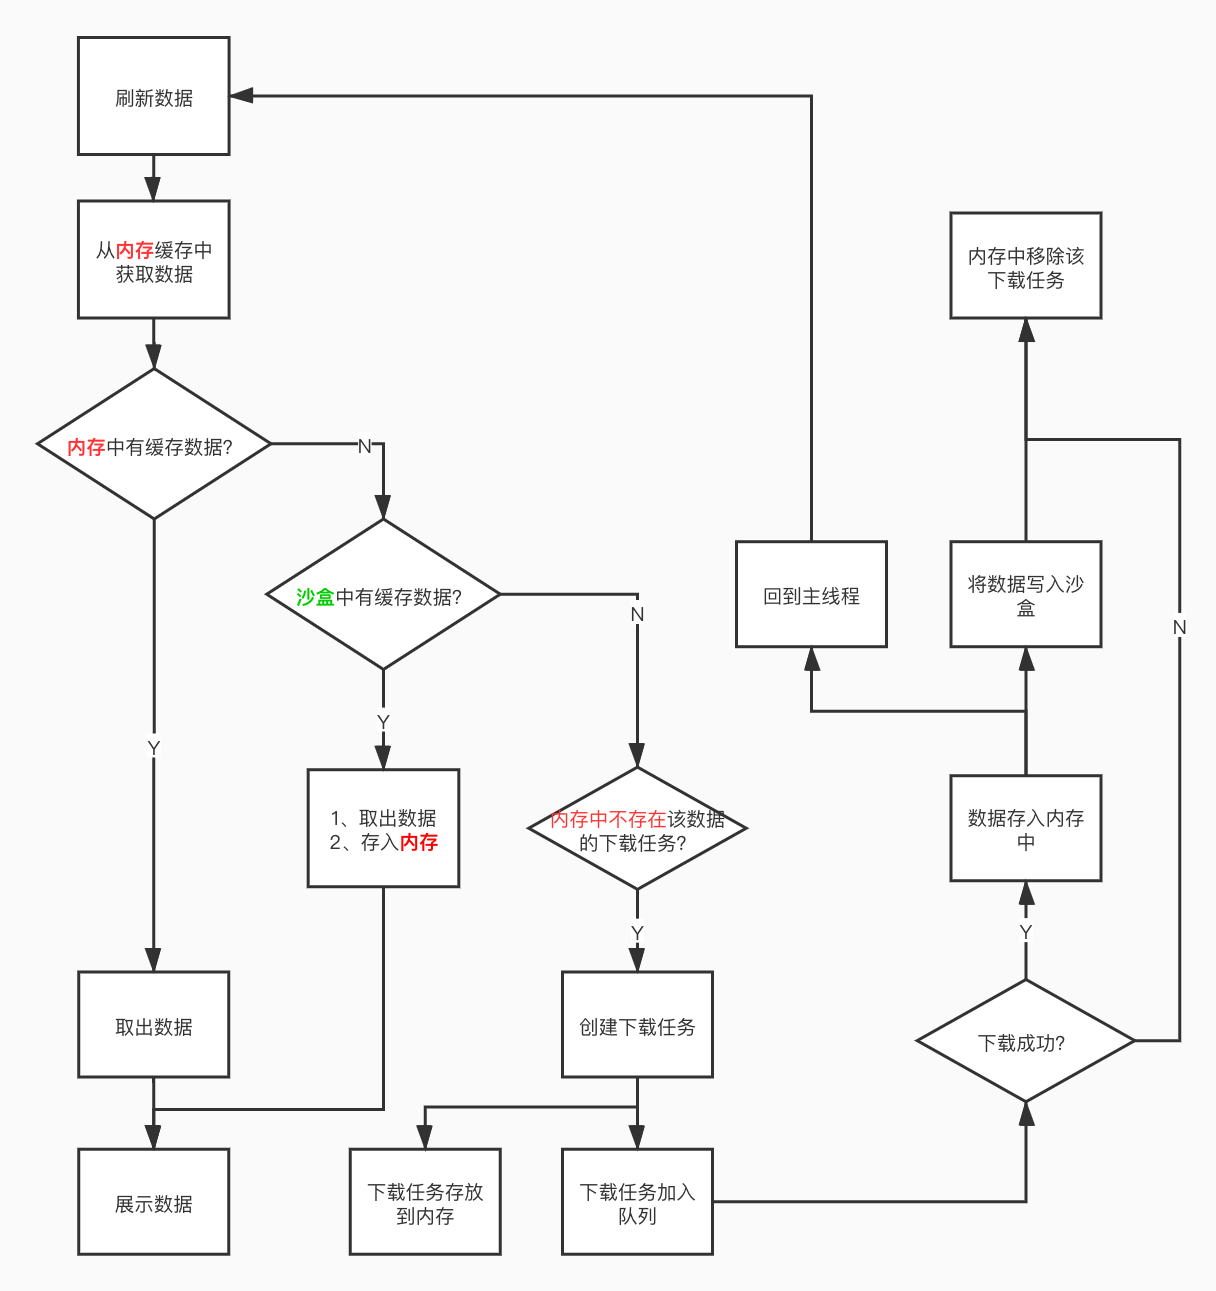 刷新数据
从内存缓存中
获取数据
内存中有缓存数据?
N
沙盒中有缓存数据?
N
Y
Y
1、取出数据
2、存入内存
内存中不存在该数据
的下载任务?
Y
取出数据
创建下载任务
展示数据
下载任务存放
到内存
下载任务加入
队列
下载成功?
Y
N
数据存入内存
中
回到主线程
将数据写入沙
盒
内存中移除该
下载任务